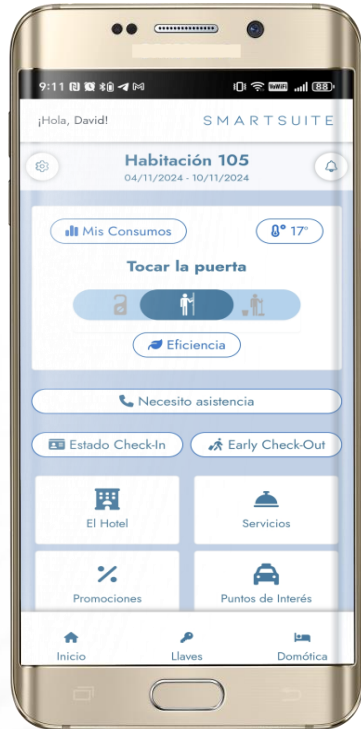 9:11
VoWiFi
88
¡Hola, David!
SMARTSUITE
Habitación 105
04/11/2024 - 10/11/2024
Mis Consumos
17°
Tocar la puerta
Eficiencia
Necesito asistencia
Estado Check-In
Early Check-Out
El Hotel
Servicios
Promociones
Puntos de Interés
Inicio
Llaves
Domótica